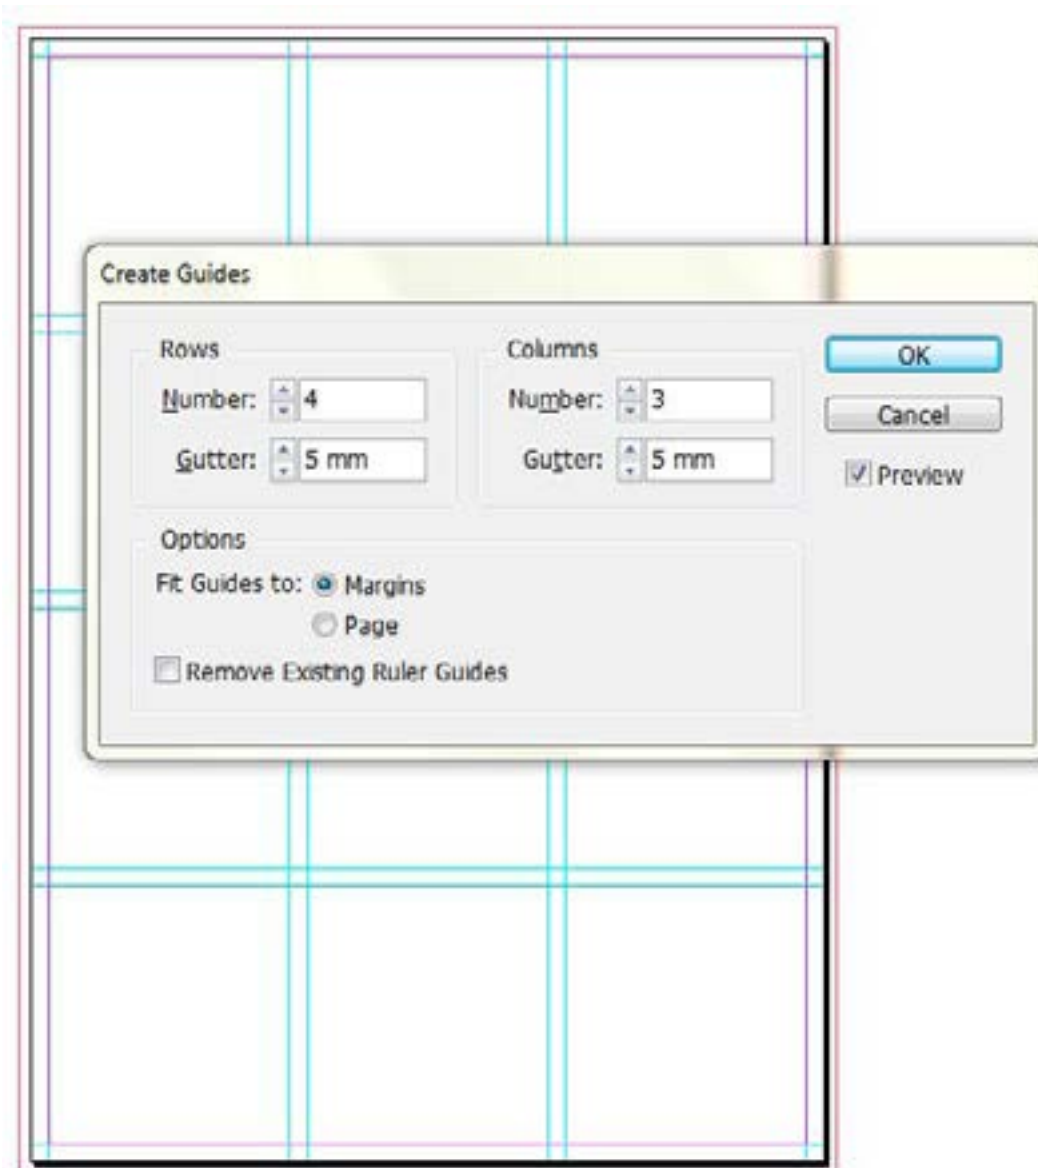 Create Guides
Rows
Columns
OK
Number: 4
Number: 3
Cancel
Gutter: 5 mm
Gutter: 5 mm
Preview
Options
Fit Guides to: Margins
Page
Remove Existing Ruler Guides